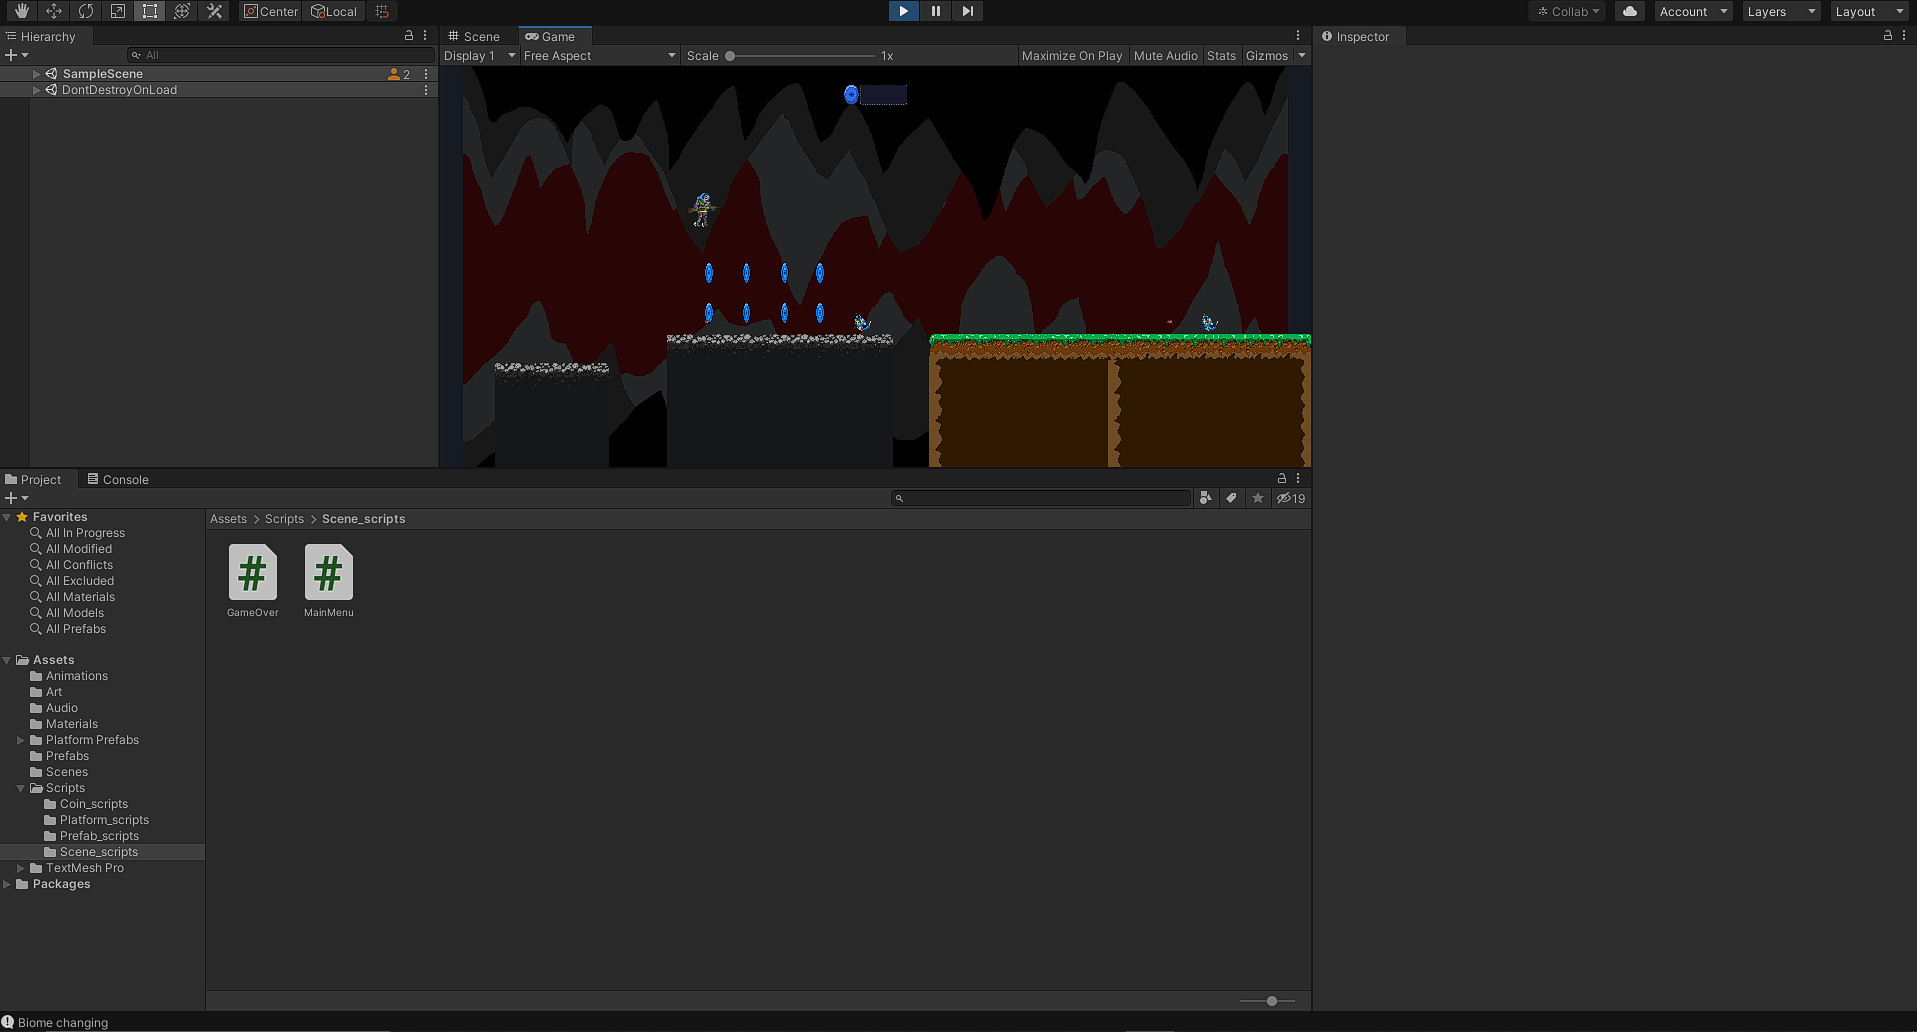 Center Local
Collab Account Layers Layout
Hierarchy
All
SampleScene 2
DontDestroyOnLoad
Scene Game
Display 1 Free Aspect Scale 1x Maximize On Play Mute Audio Stats Gizmos
Inspector
Project Console
19
Favorites
All In Progress
All Modified
All Conflicts
All Excluded
All Materials
All Models
All Prefabs
Assets
Animations
Art
Audio
Materials
Platform Prefabs
Prefabs
Scenes
Scripts
Coin_scripts
Platform_scripts
Prefab_scripts
Scene_scripts
TextMesh Pro
Packages
Assets > Scripts > Scene_scripts
#
#
GameOver MainMenu
Biome changing